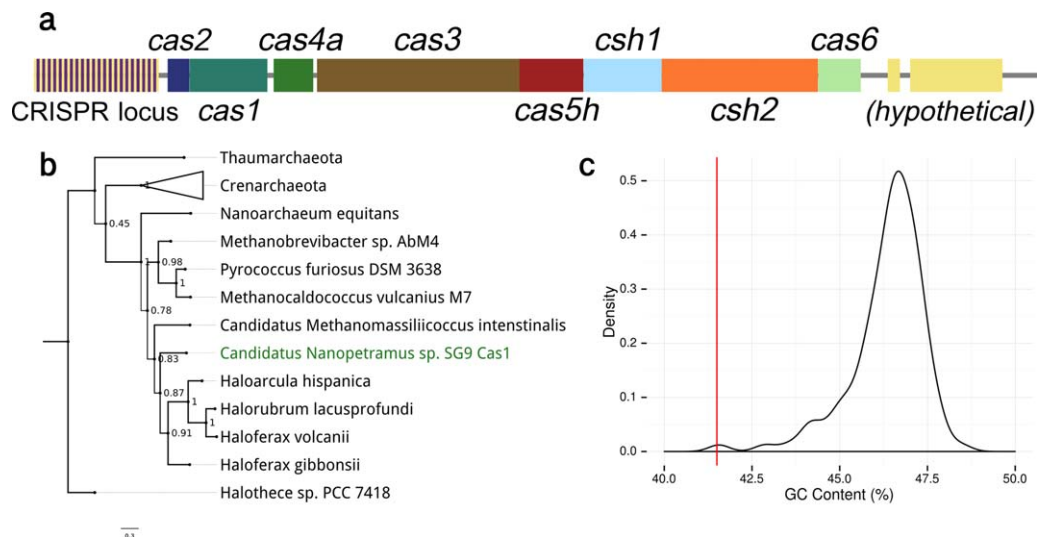 a
cas2 cas4a cas3 csh1 cas6
CRISPR locus cas1 cas5h csh2 (hypothetical)
b
Thaumarchaeota
1 Crenarchaeota
0.45
Nanoarchaeum equitans
Methanobrevibacter sp. AbM4
1 0.98
Pyrococcus furiosus DSM 3638
1
Methanocaldococcus vulcanius M7
0.78
Candidatus Methanomassiliicoccus intenstinalis
Candidatus Nanopetramus sp. SG9 Cas1
0.83
Haloarcula hispanica
0.87
1
Halorubrum lacusprofundi
1
Haloferax volcanii
0.91
Haloferax gibbonsii
Halothece sp. PCC 7418
0.1
c
0.5
0.4
0.3
0.2
0.1
0.0
Density
40.0 42.5 45.0 47.5 50.0
GC Content (%)